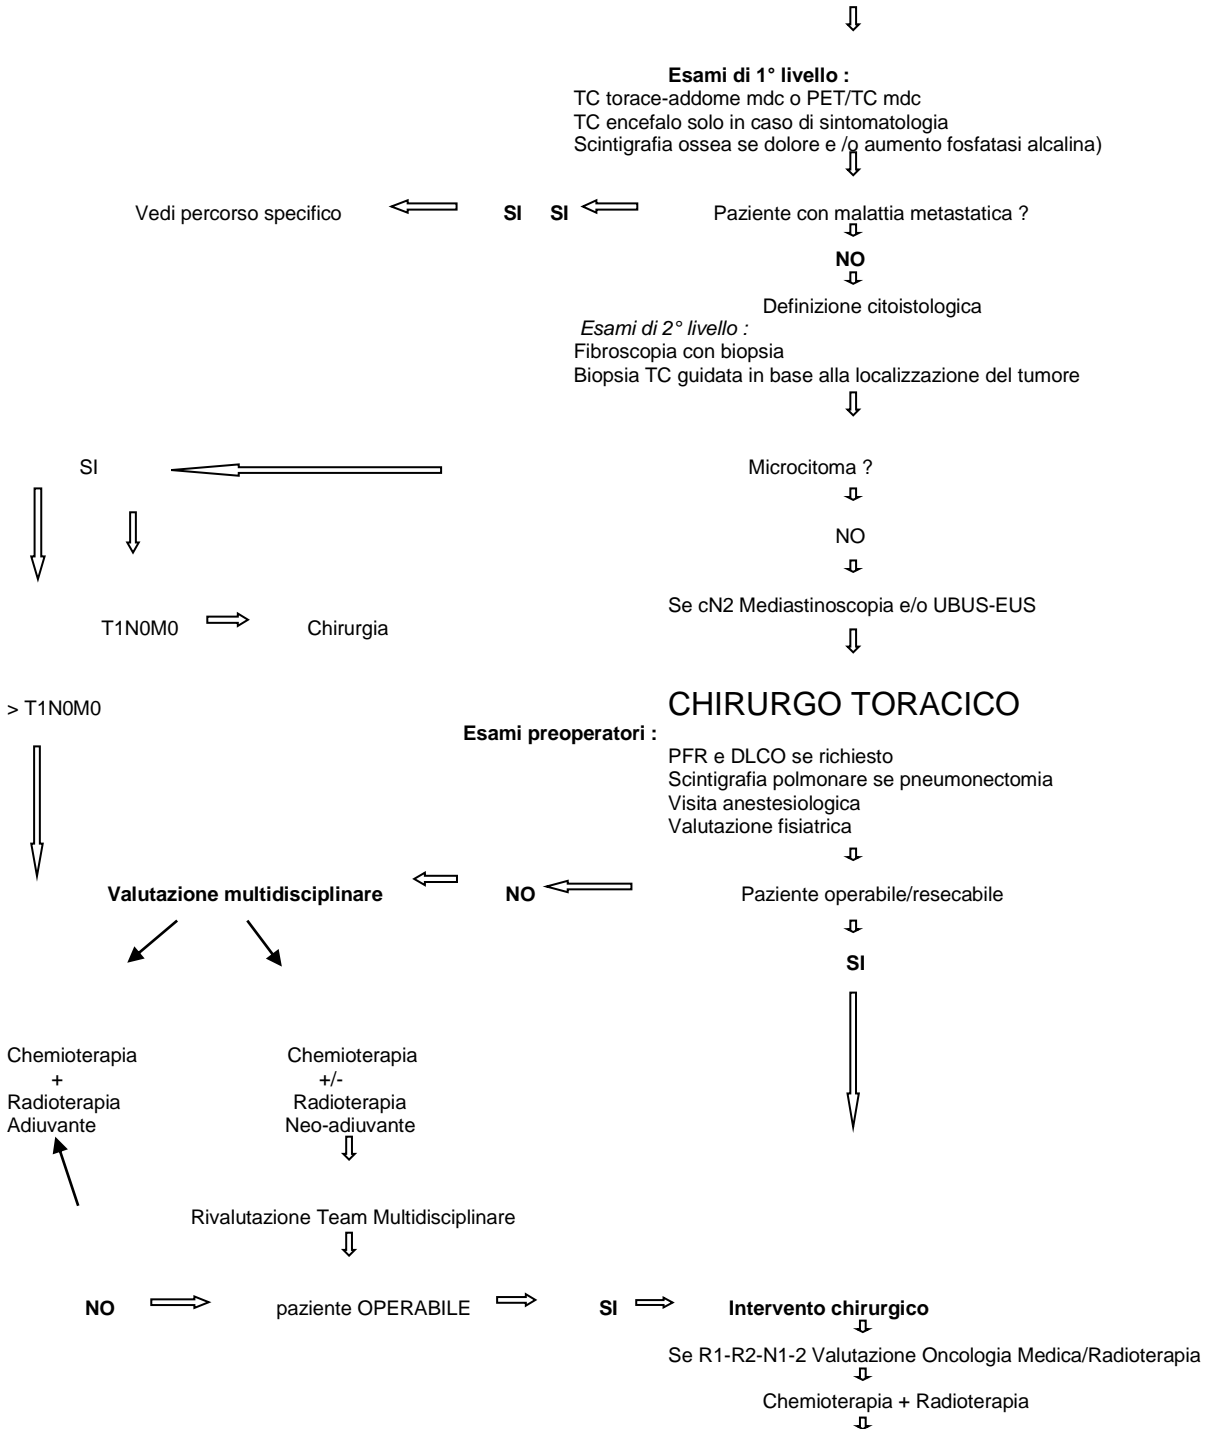 Esami di 1° livello :
TC torace-addome mdc o PET/TC mdc
TC encefalo solo in caso di sintomatologia
Scintigrafia ossea se dolore e /o aumento fosfatasi alcalina)
Vedi percorso specifico
SI SI
Paziente con malattia metastatica ?
NO
Definizione citoistologica
Esami di 2° livello :
Fibroscopia con biopsia
Biopsia TC guidata in base alla localizzazione del tumore
SI
Microcitoma ?
NO
Se cN2 Mediastinoscopia e/o UBUS-EUS
T1N0M0
Chirurgia
> T1N0M0
CHIRURGO TORACICO
Esami preoperatori :
PFR e DLCO se richiesto
Scintigrafia polmonare se pneumonectomia
Visita anestesiologica
Valutazione fisiatrica
Valutazione multidisciplinare
NO
Paziente operabile/resecabile
SI
Chemioterapia
+
Radioterapia
Adiuvante
Chemioterapia
+/-
Radioterapia
Neo-adiuvante
Rivalutazione Team Multidisciplinare
NO
paziente OPERABILE
SI
Intervento chirurgico
Se R1-R2-N1-2 Valutazione Oncologia Medica/Radioterapia
Chemioterapia + Radioterapia